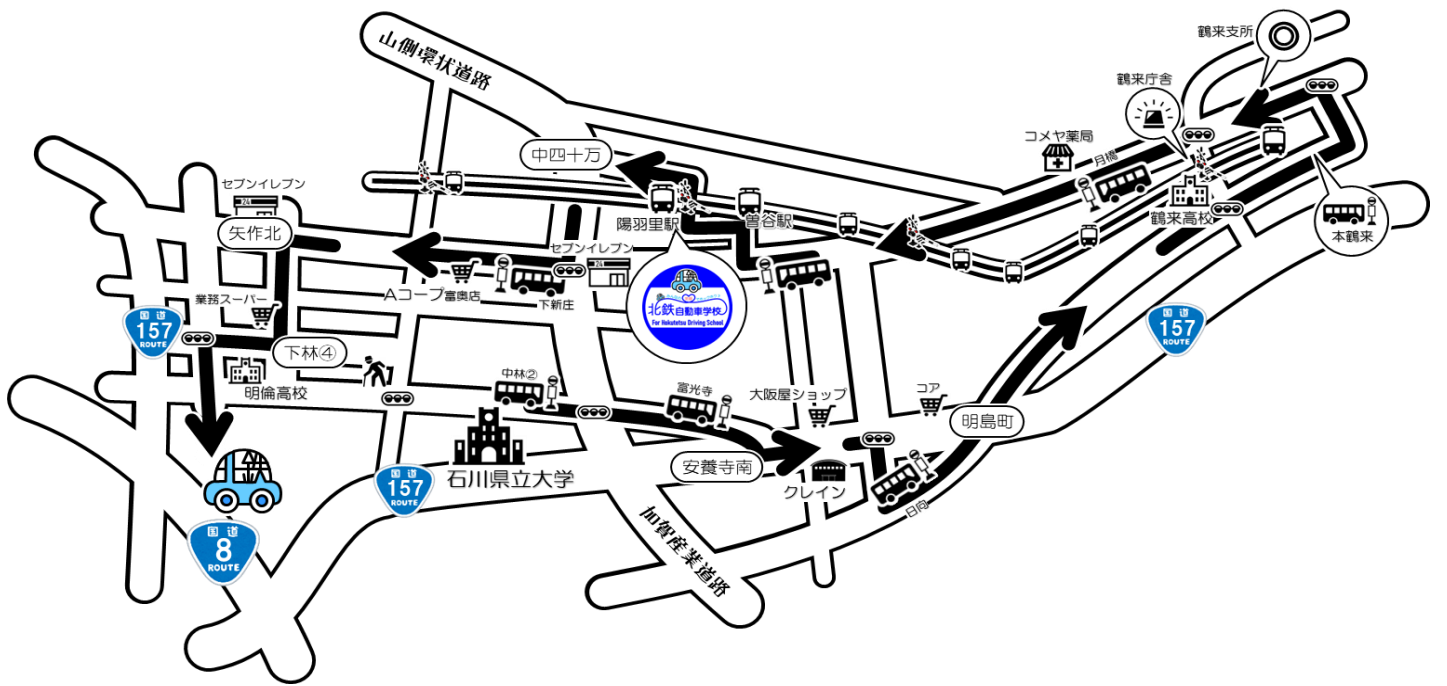 山側環状道路
鶴来支所
鶴来庁舎
コメヤ薬局
月橋
中四十万
セブンイレブン
矢作北
陽羽里駅
曽谷駅
鶴来高校
本鶴来
セブンイレブン
24
24
Aコープ富奥店
下新庄
北鉄自動車学校
For Hokutetsu Driving School
業務スーパー
国道
157
ROUTE
国道
157
ROUTE
下林④
明倫高校
中林②
富光寺
大阪屋ショップ
コア
明島町
石川県立大学
安養寺南
クレイン
日向
国道
157
ROUTE
国道
8
ROUTE
加賀産業道路